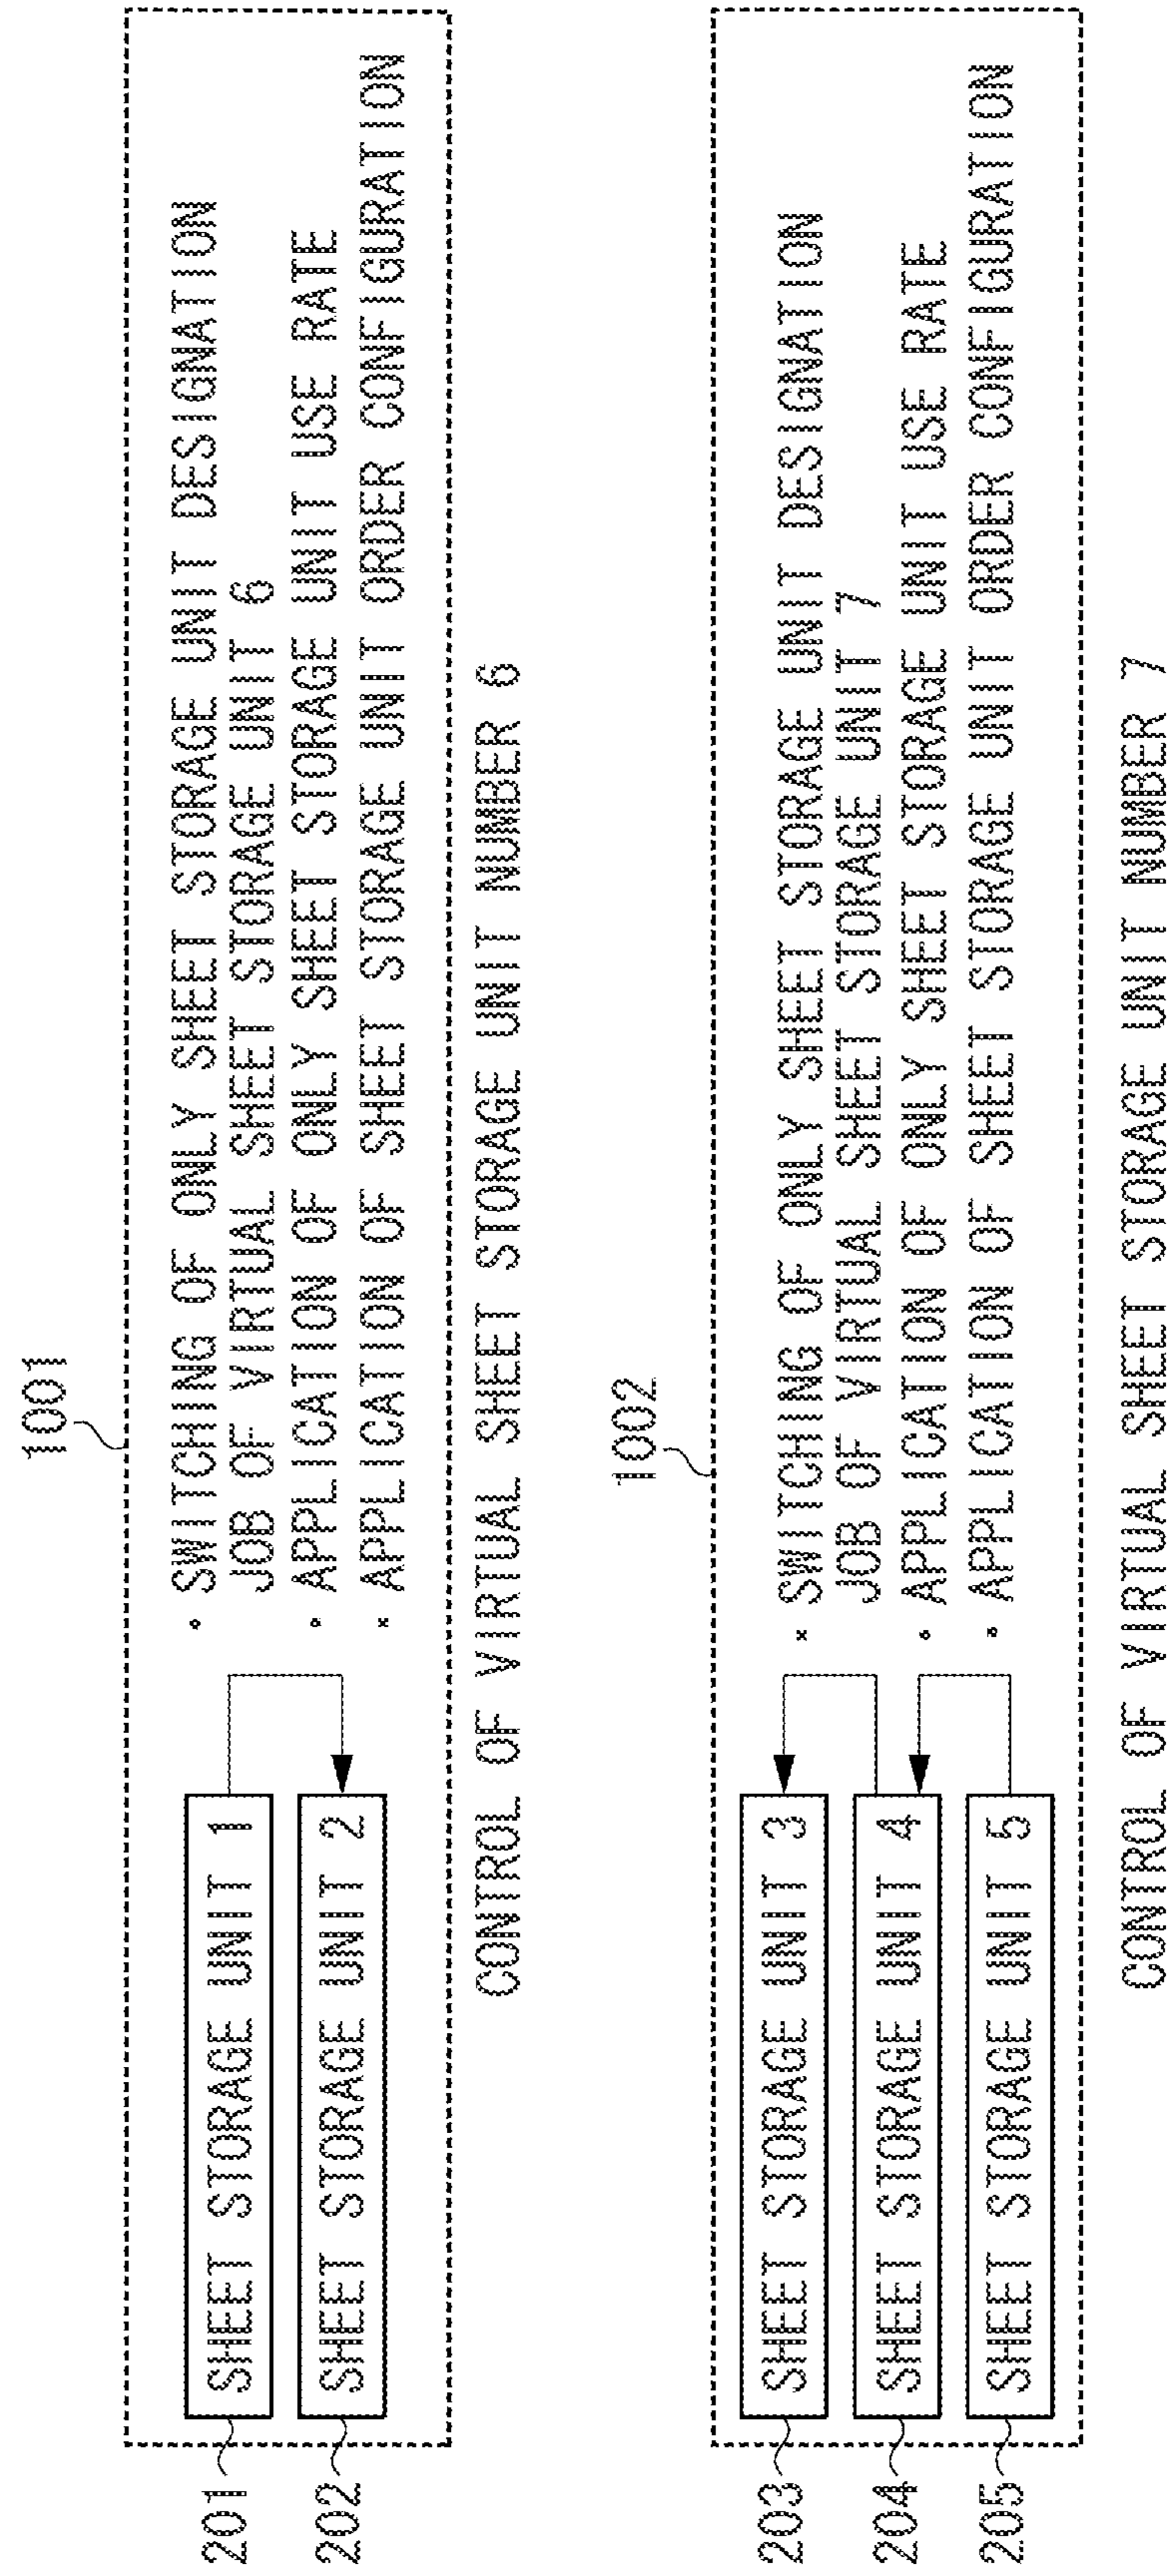 1001
201
SHEET STORAGE UNIT 1
202
SHEET STORAGE UNIT 2
• SWITCHING OF ONLY SHEET STORAGE UNIT DESIGNATION
JOB OF VIRTUAL SHEET STORAGE UNIT 6
• APPLICATION OF ONLY SHEET STORAGE UNIT USE RATE
• APPLICATION OF SHEET STORAGE UNIT ORDER CONFIGURATION
CONTROL OF VIRTUAL SHEET STORAGE UNIT NUMBER 6
1002
203
SHEET STORAGE UNIT 3
204
SHEET STORAGE UNIT 4
205
SHEET STORAGE UNIT 5
• SWITCHING OF ONLY SHEET STORAGE UNIT DESIGNATION
JOB OF VIRTUAL SHEET STORAGE UNIT 7
• APPLICATION OF ONLY SHEET STORAGE UNIT USE RATE
• APPLICATION OF SHEET STORAGE UNIT ORDER CONFIGURATION
CONTROL OF VIRTUAL SHEET STORAGE UNIT NUMBER 7